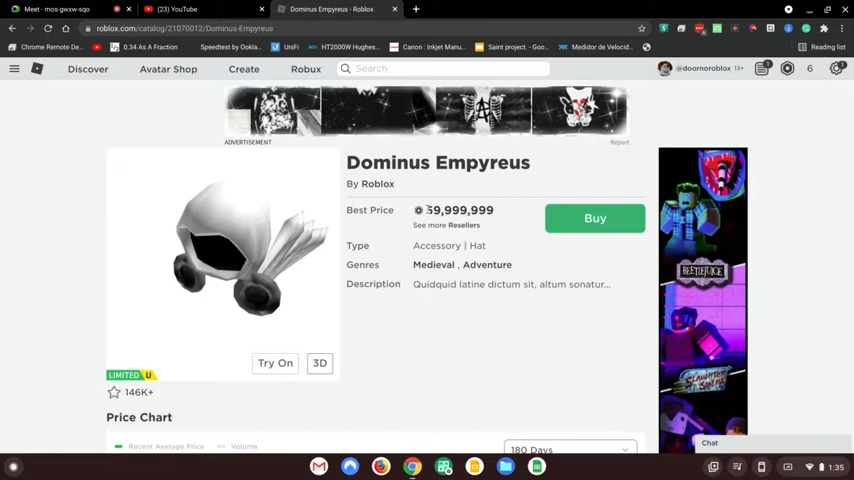 Meet - mos-gwxw-sqo
(23) YouTube
Dominus Empyreus - Roblox
roblox.com/catalog/21070012/Dominus-Empyreus
Chrome Remote De...
0.34 As A Fraction
Speedtest by Ookla...
UniFi
HT2000W Hughes...
Canon : Inkjet Manu...
Saint project. - Goo...
Medidor de Velocid...
Reading list
Discover
Avatar Shop
Create
Robux
Search
@doornoroblox 13+
1
6
1
ADVERTISEMENT
Report
Dominus Empyreus
By Roblox
Best Price
59,999,999
See more Resellers
Buy
Type
Accessory | Hat
Genres
Medieval , Adventure
Description
Quidquid latine dictum sit, altum sonatur...
Try On
3D
LIMITED U
146K+
BEETLEJUICE
Price Chart
Recent Average Price
Volume
180 Days
Chat
1:35